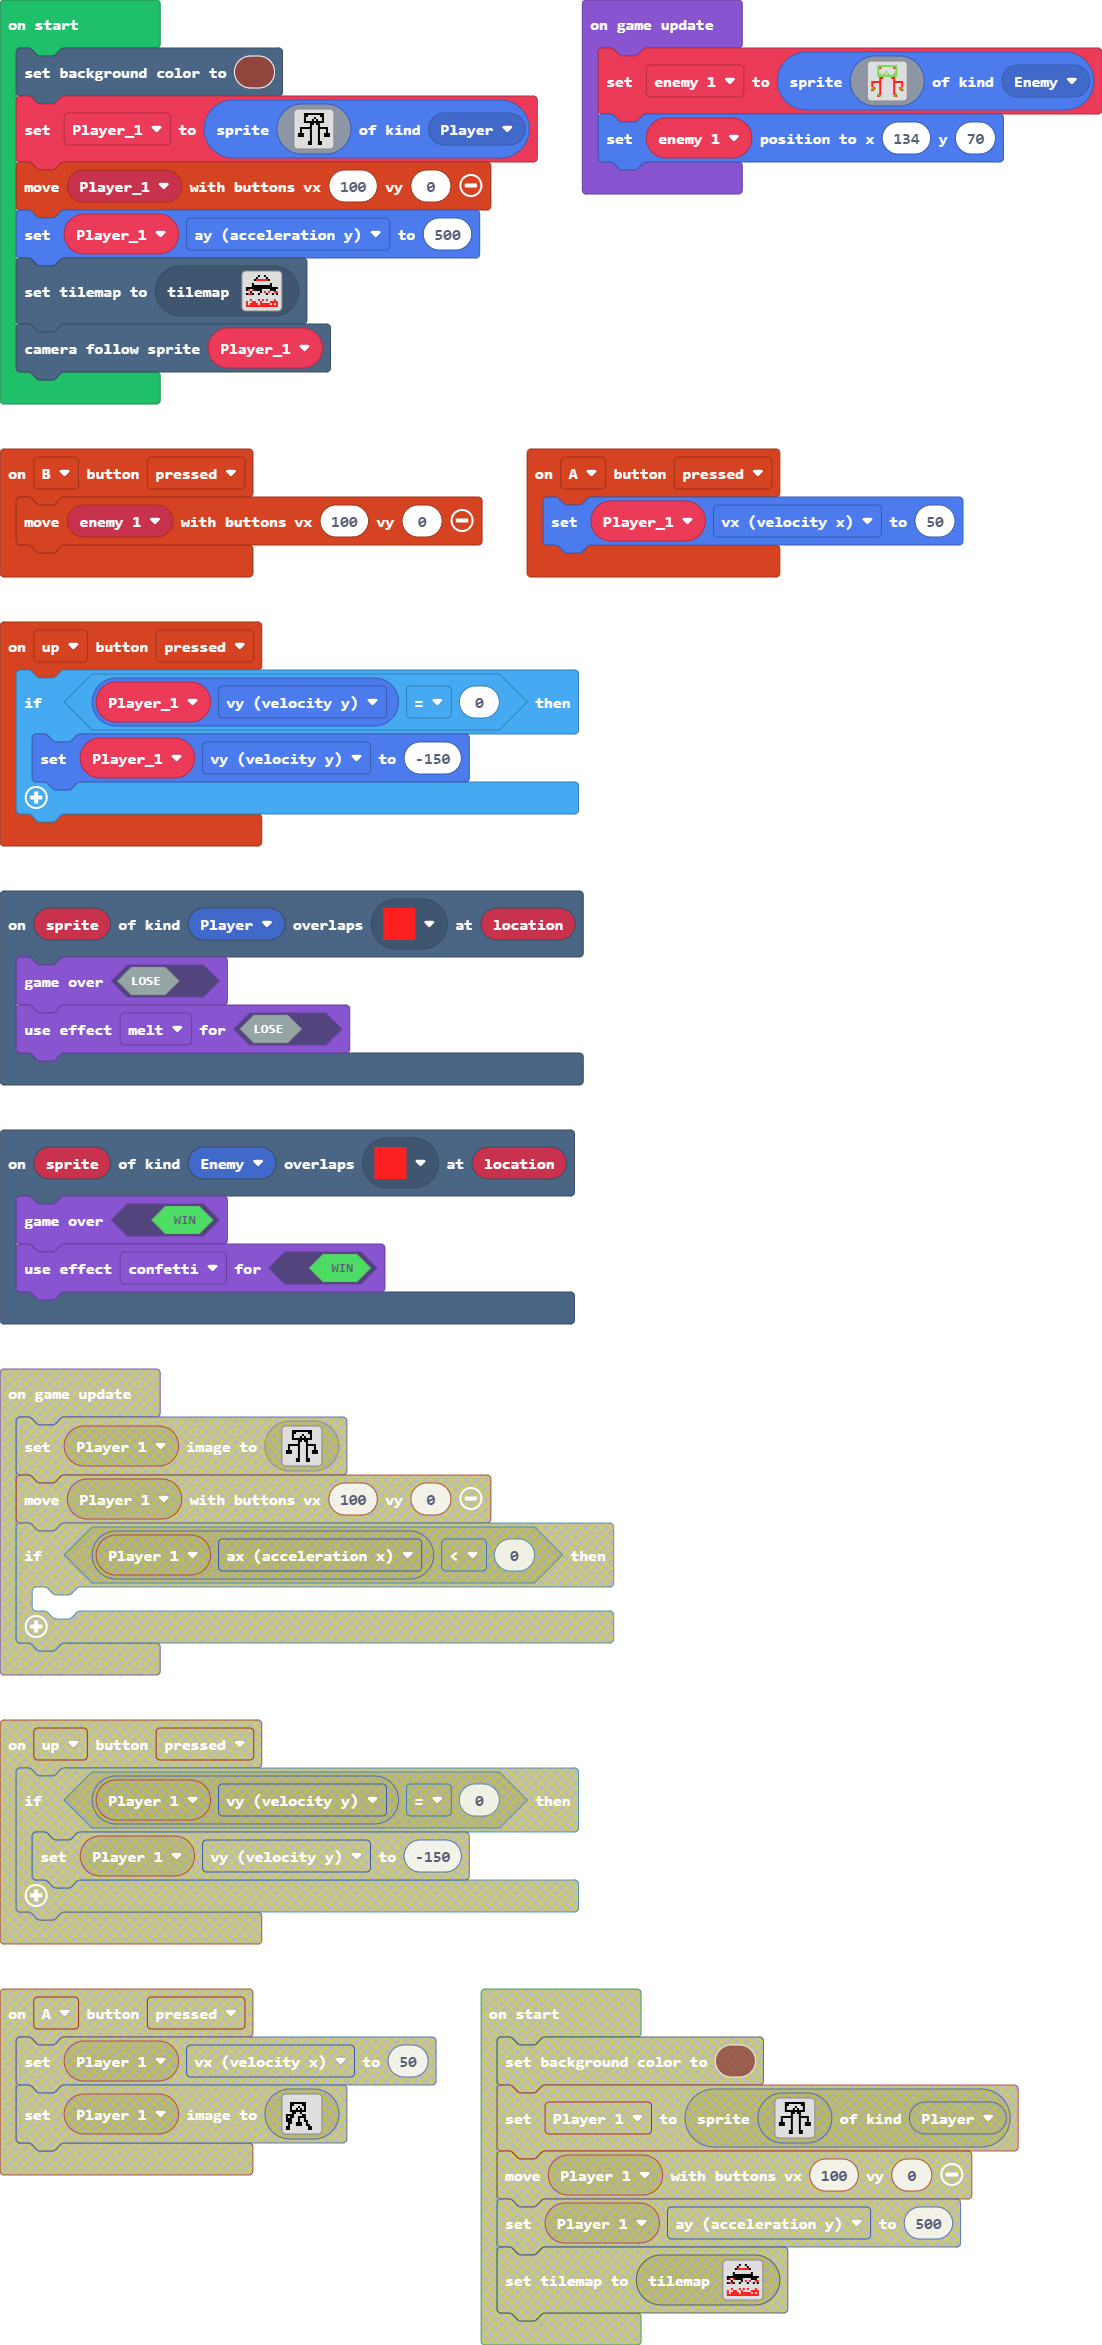 on start
set background color to
set Player_1 to sprite of kind Player
move Player_1 with buttons vx 100 vy 0
set Player_1 ay (acceleration y) to 500
set tilemap to tilemap
camera follow sprite Player_1
on game update
set enemy 1 to sprite of kind Enemy
set enemy 1 position to x 134 y 70
on B button pressed
move enemy 1 with buttons vx 100 vy 0
on A button pressed
set Player_1 vx (velocity x) to 50
on up button pressed
if Player_1 vy (velocity y) = 0 then
set Player_1 vy (velocity y) to -150
on sprite of kind Player overlaps at location
game over LOSE
use effect melt for LOSE
on sprite of kind Enemy overlaps at location
game over WIN
use effect confetti for WIN
on game update
set Player 1 image to
move Player 1 with buttons vx 100 vy 0
if Player 1 ax (acceleration x) < 0 then
on up button pressed
if Player 1 vy (velocity y) = 0 then
set Player 1 vy (velocity y) to -150
on A button pressed
set Player 1 vx (velocity x) to 50
set Player 1 image to
on start
set background color to
set Player 1 to sprite of kind Player
move Player 1 with buttons vx 100 vy 0
set Player 1 ay (acceleration y) to 500
set tilemap to tilemap